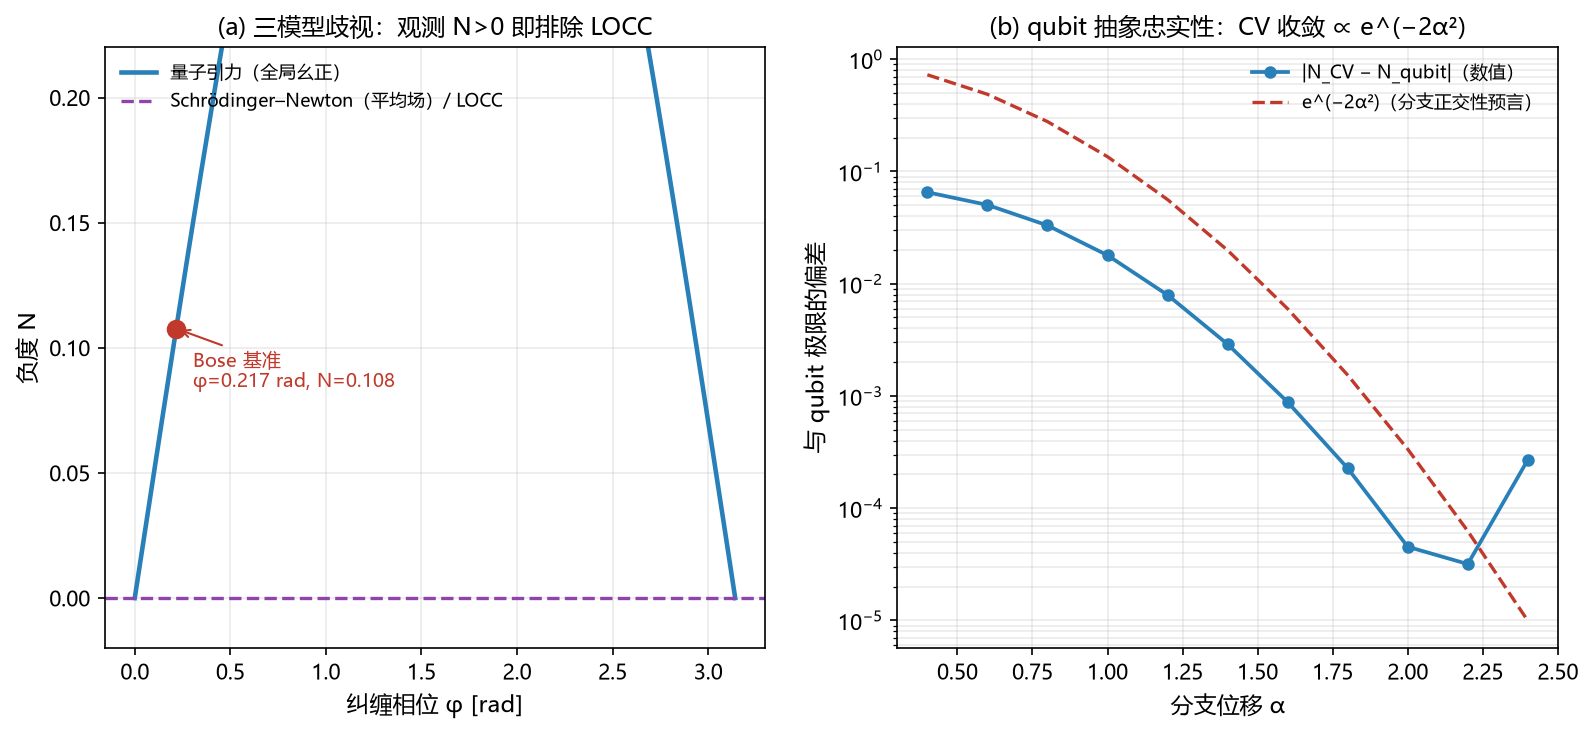 (a) 三模型歧视：观测 N>0 即排除 LOCC
量子引力（全局幺正）
Schrödinger–Newton（平均场）/ LOCC
Bose 基准
φ=0.217 rad, N=0.108
负度 N
0.20
0.15
0.10
0.05
0.00
0.0 0.5 1.0 1.5 2.0 2.5 3.0
纠缠相位 φ [rad]
(b) qubit 抽象忠实性：CV 收敛 ∝ e^(−2α²)
|N_CV − N_qubit|（数值）
e^(−2α²)（分支正交性预言）
与 qubit 极限的偏差
10⁰
10⁻¹
10⁻²
10⁻³
10⁻⁴
10⁻⁵
0.50 0.75 1.00 1.25 1.50 1.75 2.00 2.25 2.50
分支位移 α